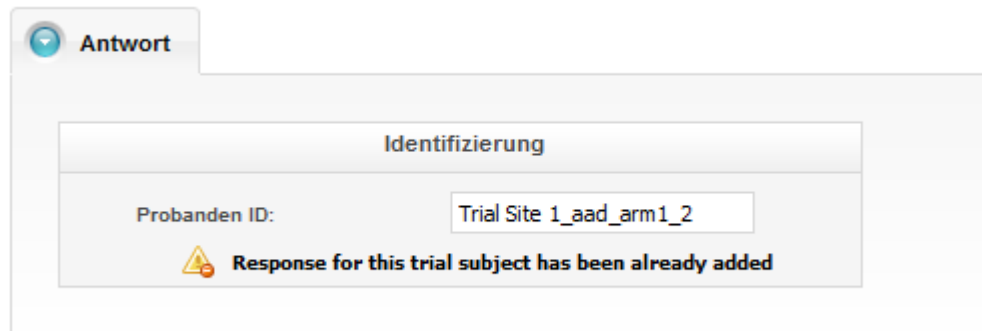 Antwort
Identifizierung
Probanden ID: Trial Site 1_aad_arm1_2
Response for this trial subject has been already added